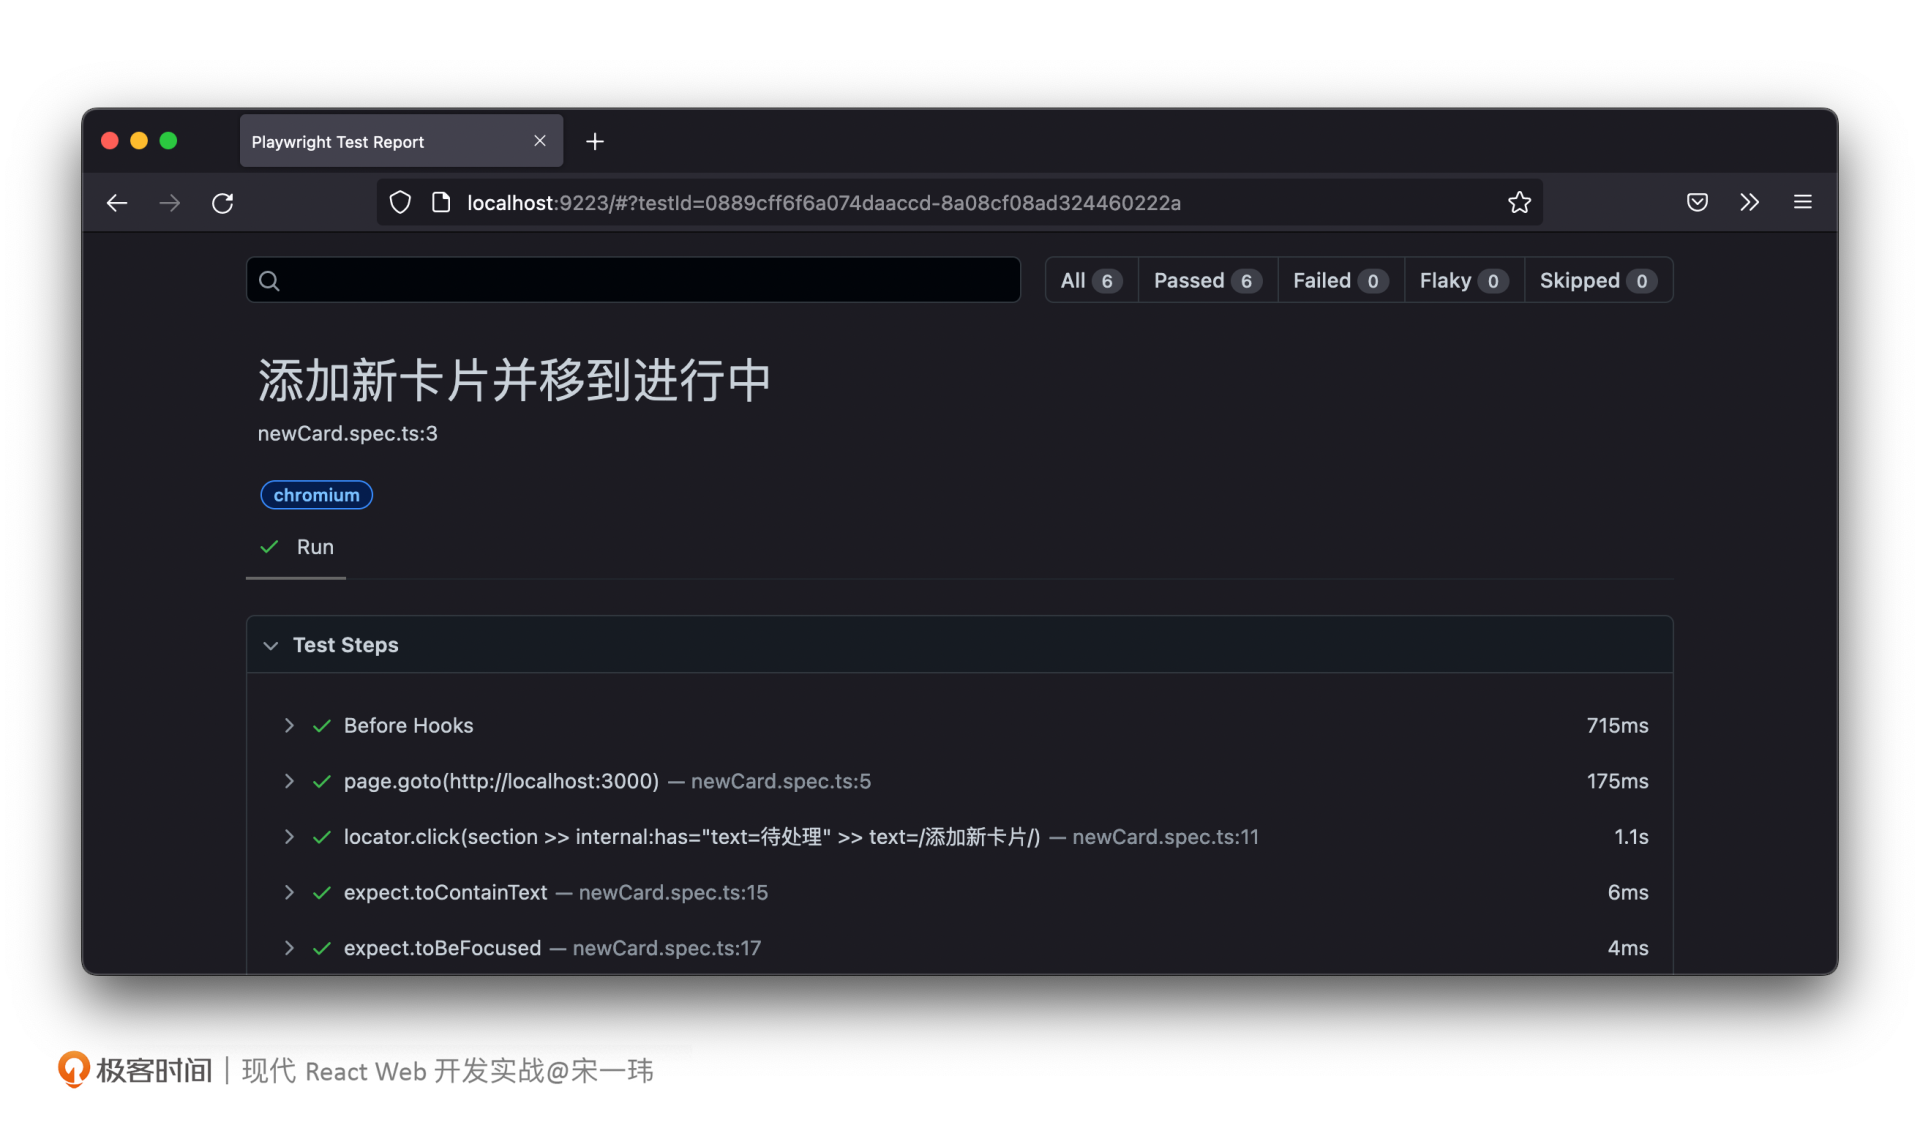 Playwright Test Report
localhost:9223/#?testId=0889cff6f6a074daaccd-8a08cf08ad324460222a
All 6 Passed 6 Failed 0 Flaky 0 Skipped 0
添加新卡片并移到进行中
newCard.spec.ts:3
chromium
Run
Test Steps
Before Hooks 715ms
page.goto(http://localhost:3000) — newCard.spec.ts:5 175ms
locator.click(section >> internal:has="text=待处理" >> text=/添加新卡片/) — newCard.spec.ts:11 1.1s
expect.toContainText — newCard.spec.ts:15 6ms
expect.toBeFocused — newCard.spec.ts:17 4ms
极客时间 | 现代 React Web 开发实战@宋一玮